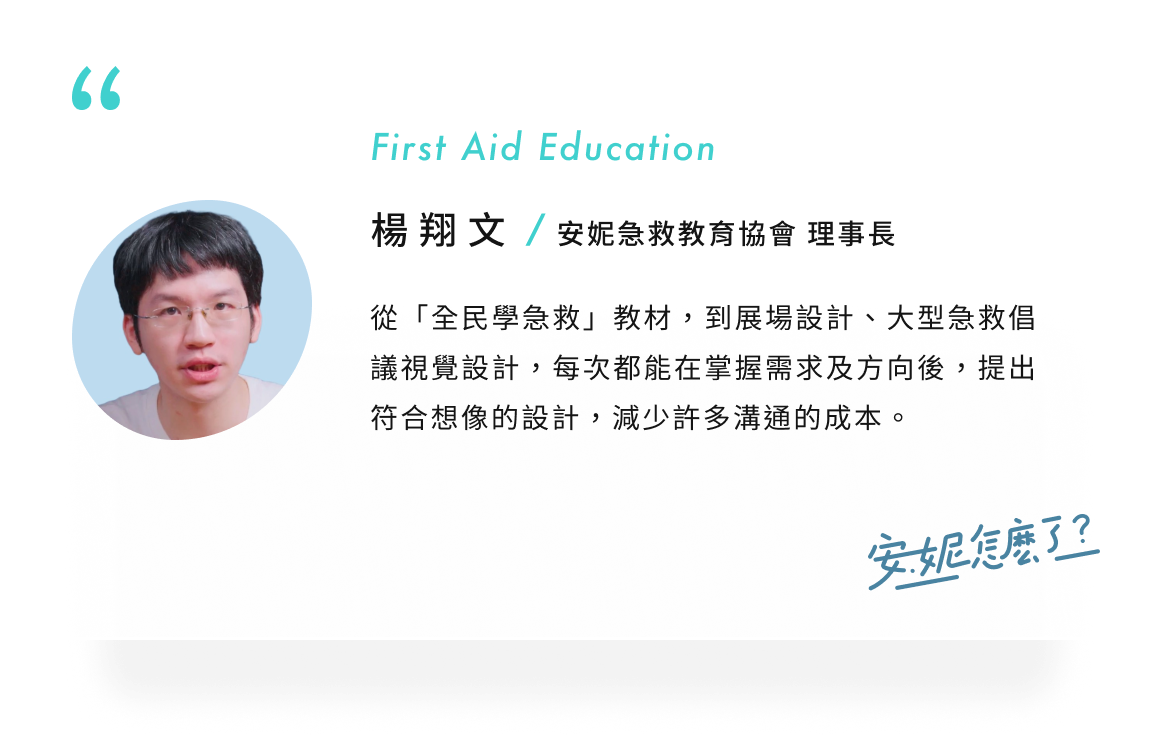 “
First Aid Education
楊翔文 / 安妮急救教育協會 理事長
從「全民學急救」教材，到展場設計、大型急救倡
議視覺設計，每次都能在掌握需求及方向後，提出
符合想像的設計，減少許多溝通的成本。
安妮怎麼了?